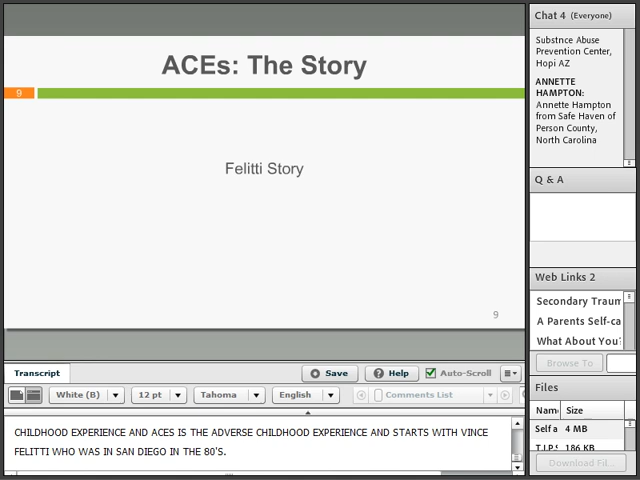 ACEs: The Story
9
Felitti Story
9
Transcript
Save
Help
Auto-Scroll
White (B)
12 pt
Tahoma
English
Comments List
CHILDHOOD EXPERIENCE AND ACES IS THE ADVERSE CHILDHOOD EXPERIENCE AND STARTS WITH VINCE
FELITTI WHO WAS IN SAN DIEGO IN THE 80'S.
Chat 4 (Everyone)
Substnce Abuse
Prevention Center,
Hopi AZ
ANNETTE
HAMPTON:
Annette Hampton
from Safe Haven of
Person County,
North Carolina
Q & A
Web Links 2
Secondary Traum
A Parents Self-ca
What About You?
Browse To
Files
Name Size
Self a 4 MB
186 KB
Download Fil...